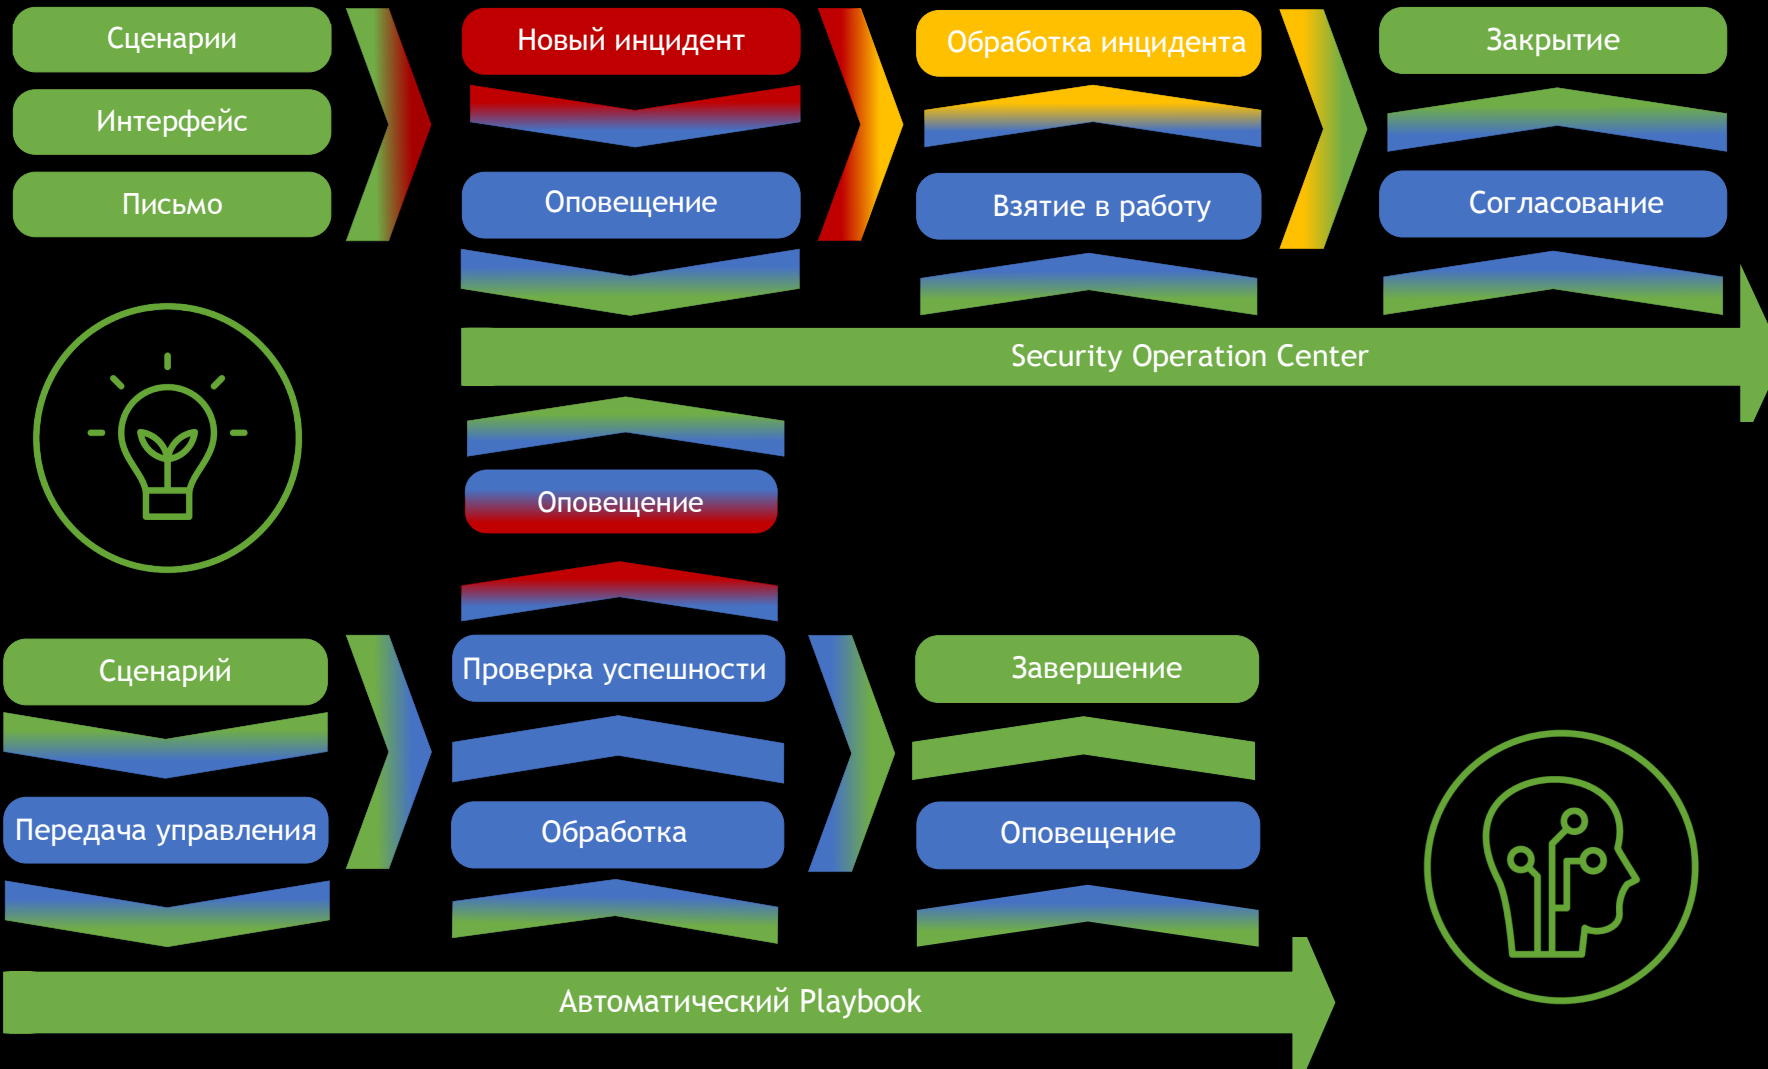 Сценарии
Новый инцидент
Обработка инцидента
Закрытие
Интерфейс
Письмо
Оповещение
Взятие в работу
Согласование
Security Operation Center
Оповещение
Сценарий
Проверка успешности
Завершение
Передача управления
Обработка
Оповещение
Автоматический Playbook